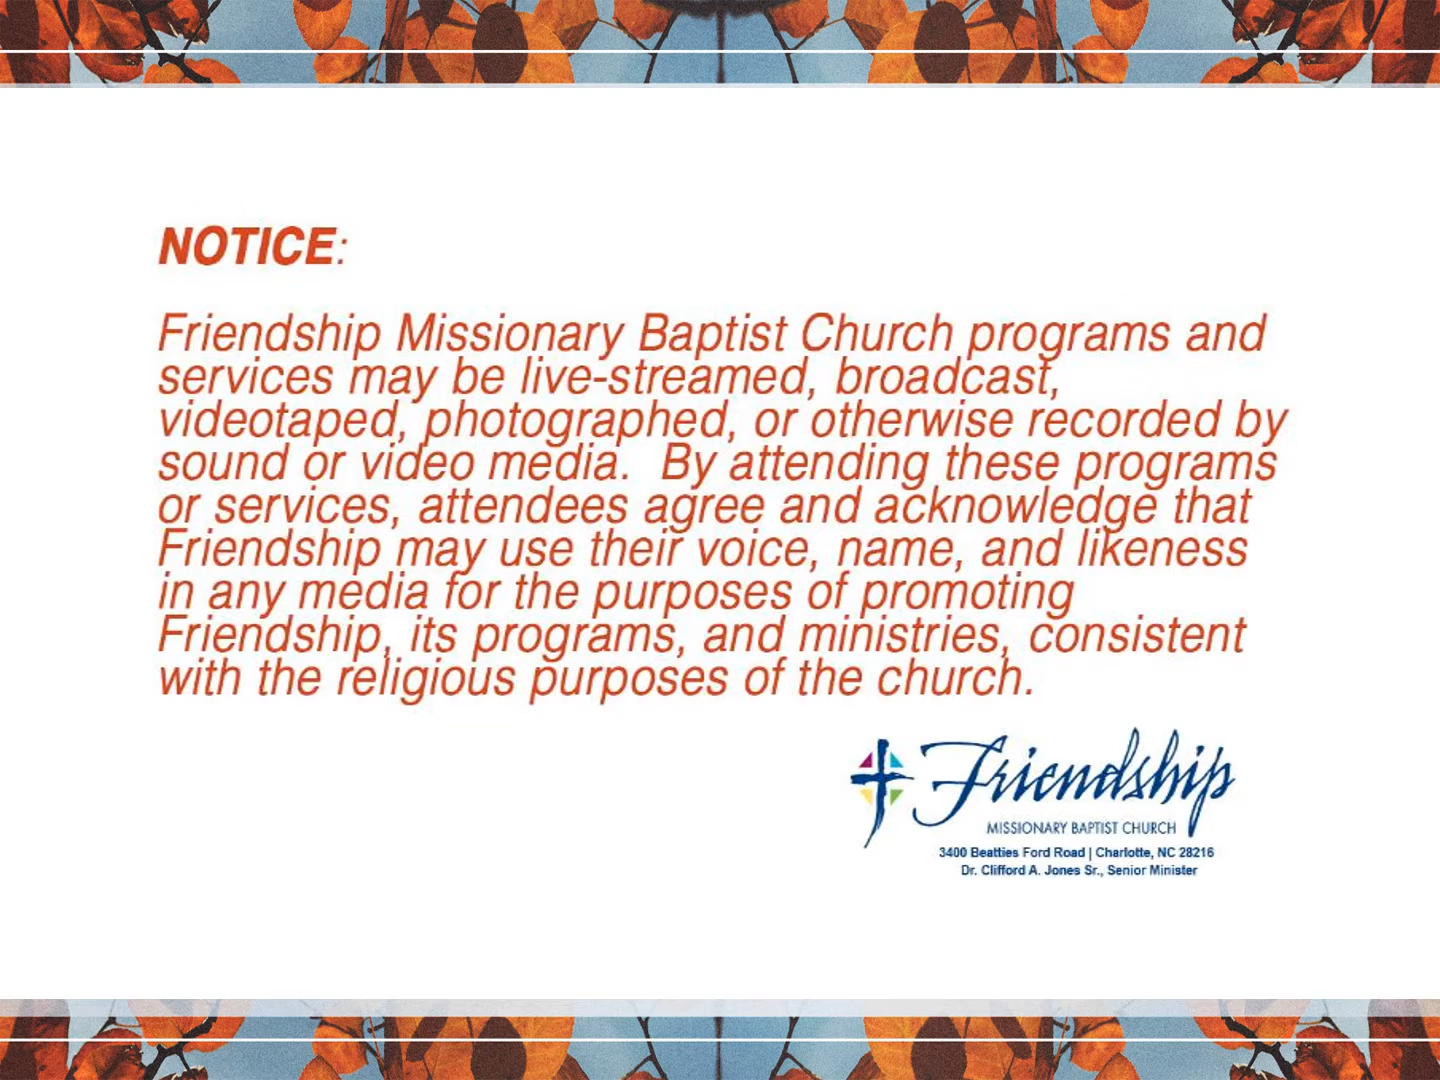 NOTICE:
Friendship Missionary Baptist Church programs and
services may be live-streamed, broadcast,
videotaped, photographed, or otherwise recorded by
sound or video media.  By attending these programs
or services, attendees agree and acknowledge that
Friendship may use their voice, name, and likeness
in any media for the purposes of promoting
Friendship, its programs, and ministries, consistent
with the religious purposes of the church.
Friendship
MISSIONARY BAPTIST CHURCH
3400 Beatties Ford Road | Charlotte, NC 28216
Dr. Clifford A. Jones Sr., Senior Minister